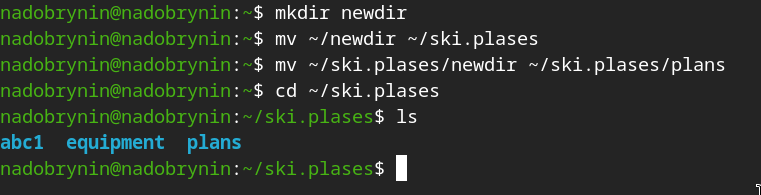 nadobrynin@nadobrynin:~$ mkdir newdir
nadobrynin@nadobrynin:~$ mv ~/newdir ~/ski.plases
nadobrynin@nadobrynin:~$ mv ~/ski.plases/newdir ~/ski.plases/plans
nadobrynin@nadobrynin:~$ cd ~/ski.plases
nadobrynin@nadobrynin:~/ski.plases$ ls
abc1  equipment  plans
nadobrynin@nadobrynin:~/ski.plases$